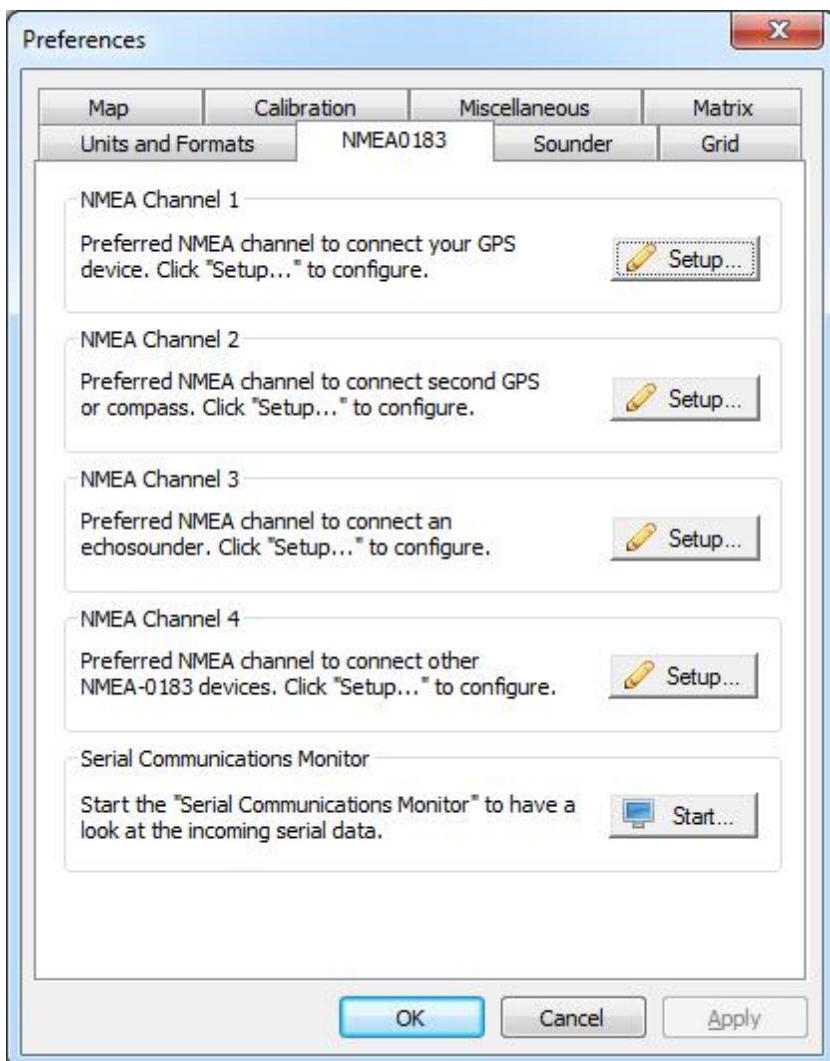 Preferences
Map Calibration Miscellaneous Matrix
Units and Formats NMEA0183 Sounder Grid
NMEA Channel 1
Preferred NMEA channel to connect your GPS
device. Click "Setup..." to configure.
Setup...
NMEA Channel 2
Preferred NMEA channel to connect second GPS
or compass. Click "Setup..." to configure.
Setup...
NMEA Channel 3
Preferred NMEA channel to connect an
echosounder. Click "Setup..." to configure.
Setup...
NMEA Channel 4
Preferred NMEA channel to connect other
NMEA-0183 devices. Click "Setup..." to configure.
Setup...
Serial Communications Monitor
Start the "Serial Communications Monitor" to have a
look at the incoming serial data.
Start...
OK Cancel Apply